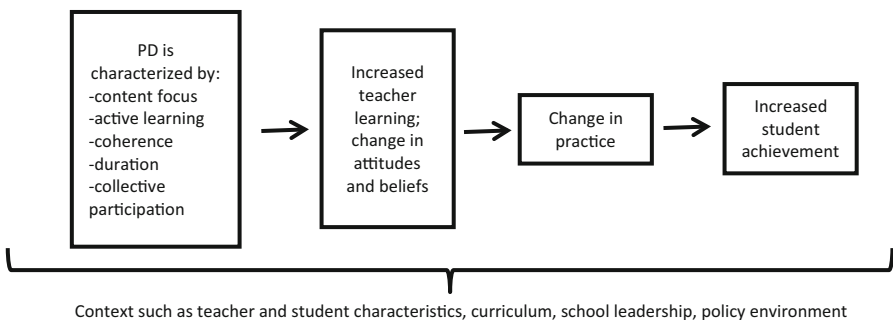 PD is
characterized by:
-content focus
-active learning
-coherence
-duration
-collective
participation
Increased
teacher
learning;
change in
attitudes
and beliefs
Change in
practice
Increased
student
achievement
Context such as teacher and student characteristics, curriculum, school leadership, policy environment